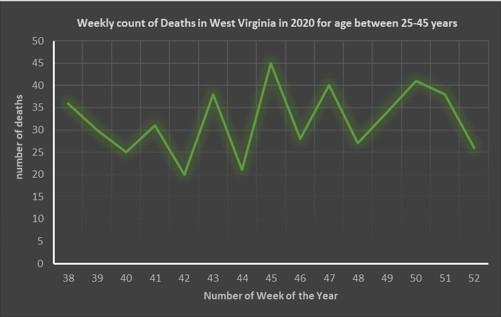 Weekly count of Deaths in West Virginia in 2020 for age between 25-45 years
number of deaths
50
45
40
35
30
25
20
15
10
5
0
38 39 40 41 42 43 44 45 46 47 48 49 50 51 52
Number of Week of the Year